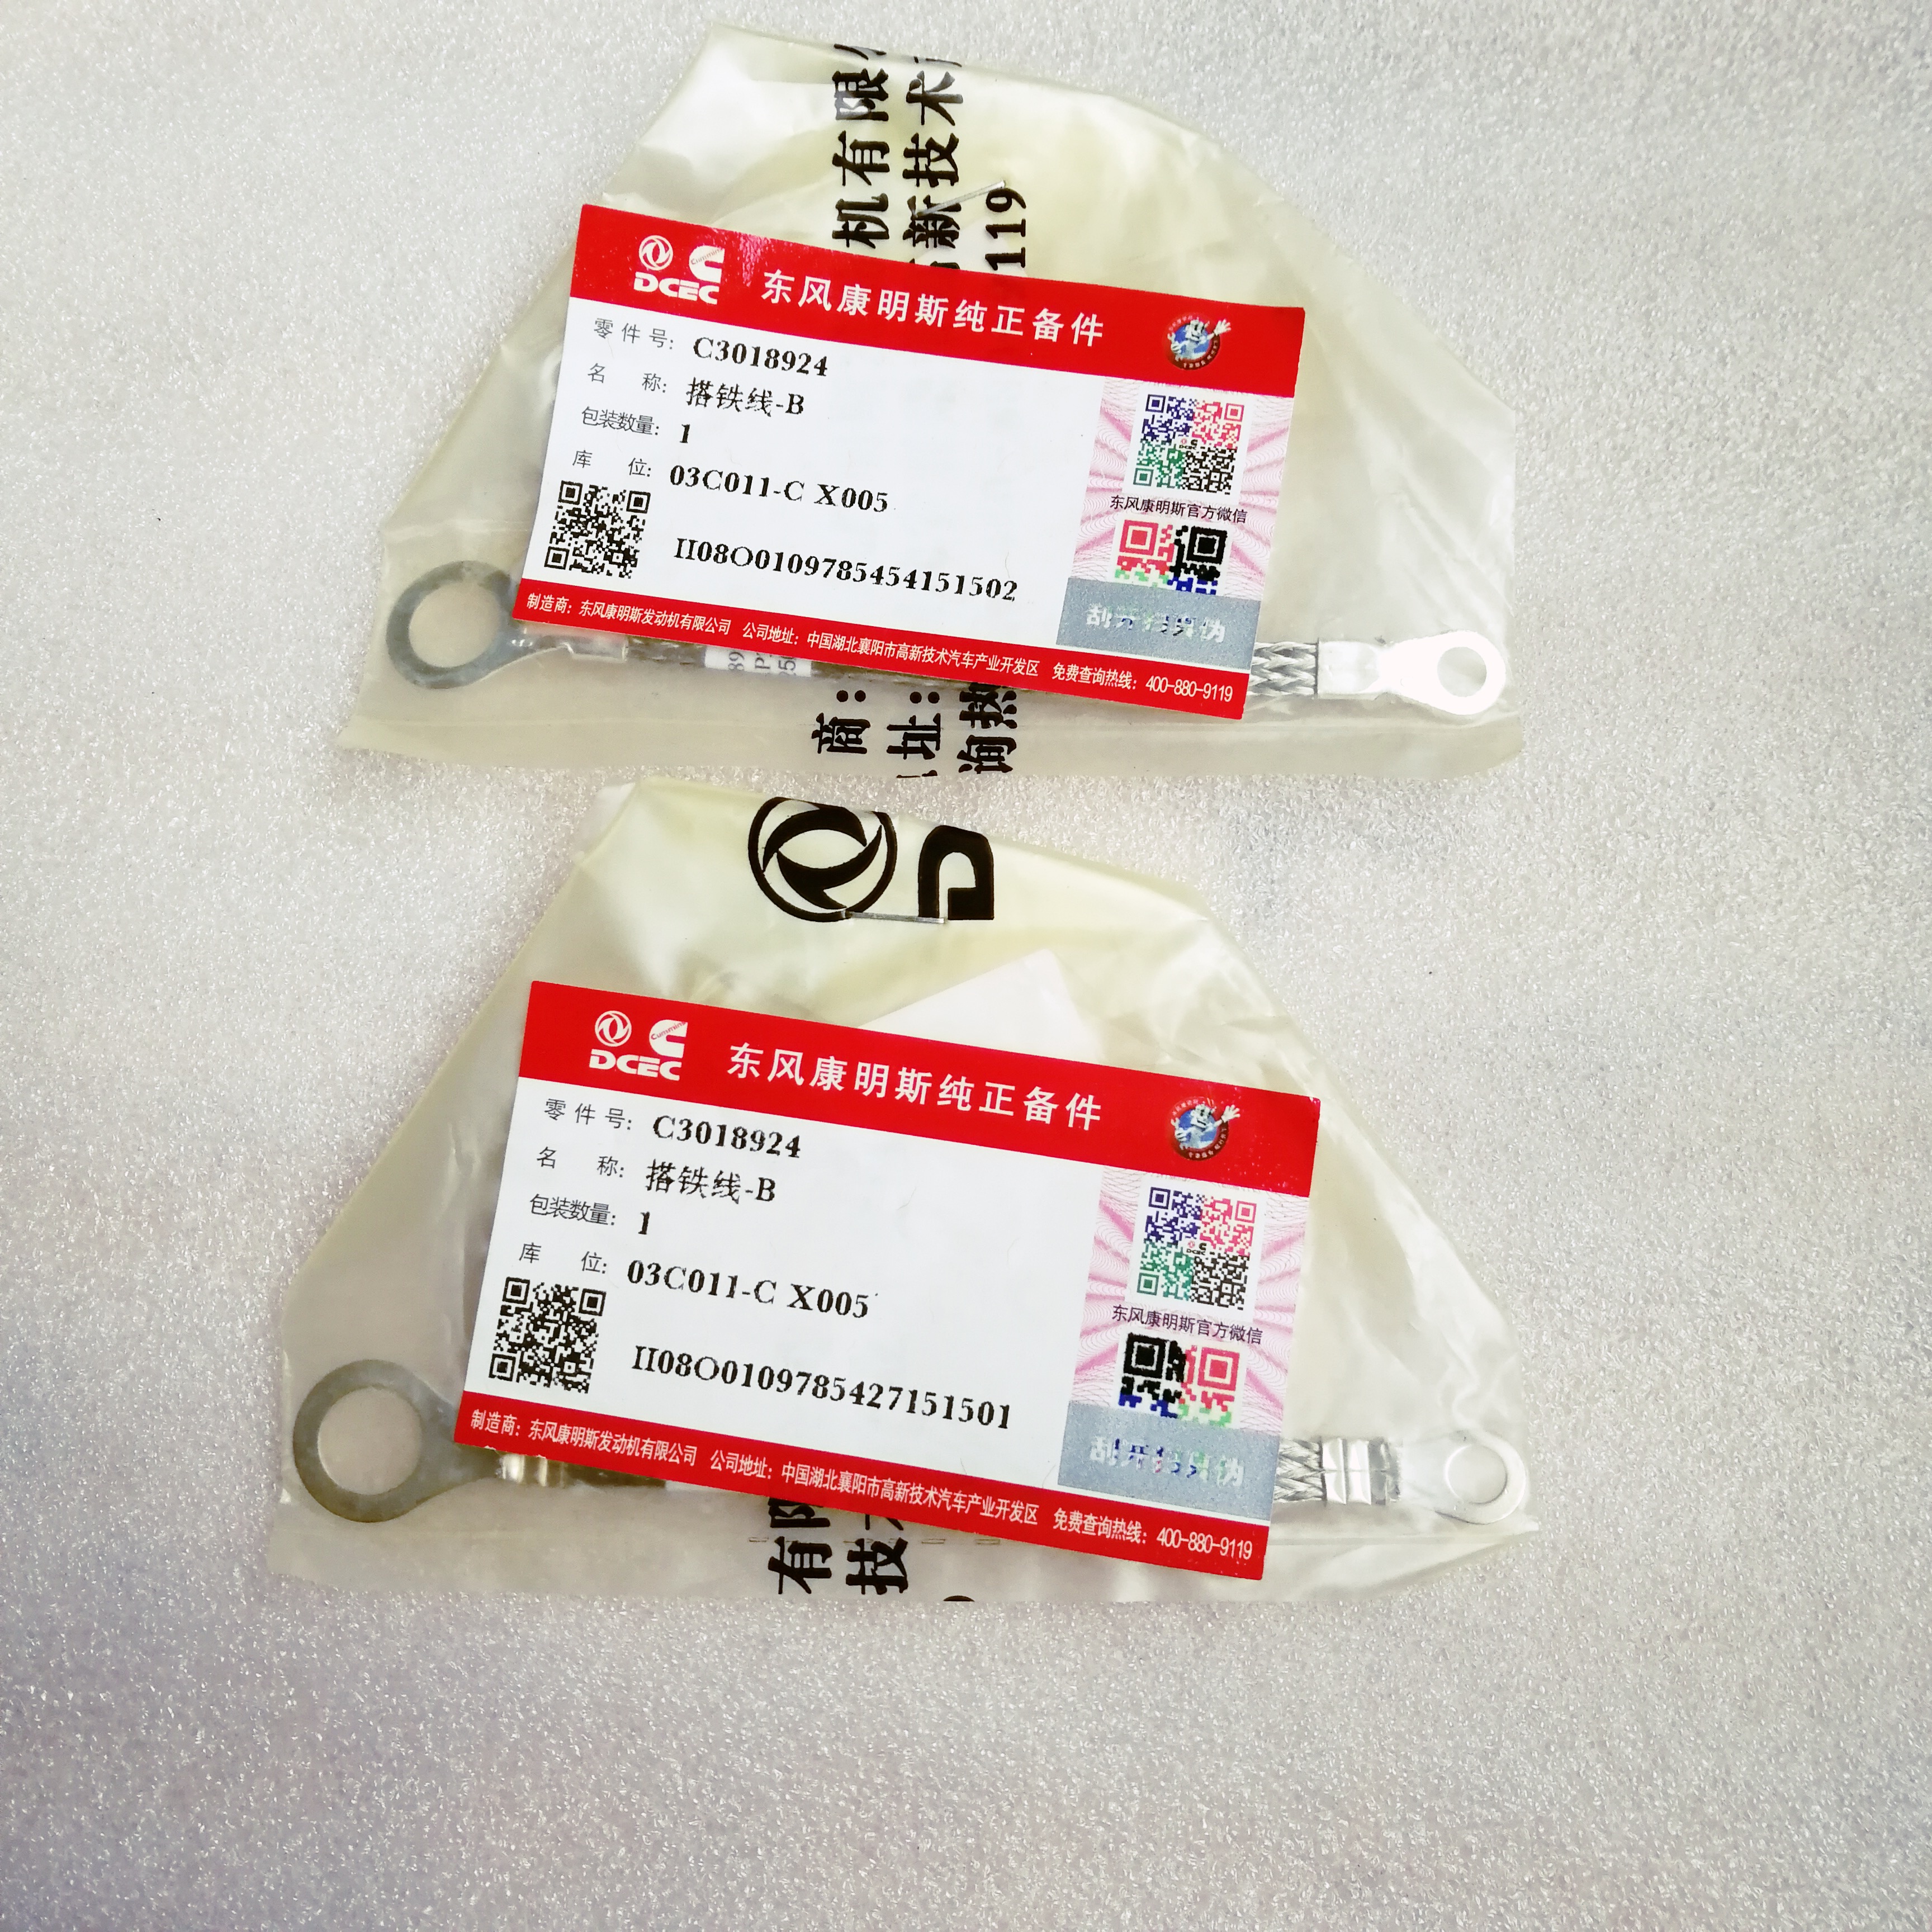 机有限
新技术
119
DCEC
东风康明斯纯正备件
零件号: C3018924
名 称: 搭铁线-B
包装数量: 1
库 位: 03C011-C X005
II08O0109785454151502
东风康明斯官方微信
刮开扫描真伪
制造商: 东风康明斯发动机有限公司 公司地址: 中国湖北襄阳市高新技术汽车产业开发区 免费查询热线: 400-880-9119
商:
址:
询热
D
DCEC
东风康明斯纯正备件
零件号: C3018924
名 称: 搭铁线-B
包装数量: 1
库 位: 03C011-C X005
II08O0109785427151501
东风康明斯官方微信
制造商: 东风康明斯发动机有限公司 公司地址: 中国湖北襄阳市高新技术汽车产业开发区 免费查询热线: 400-880-9119
有限
技